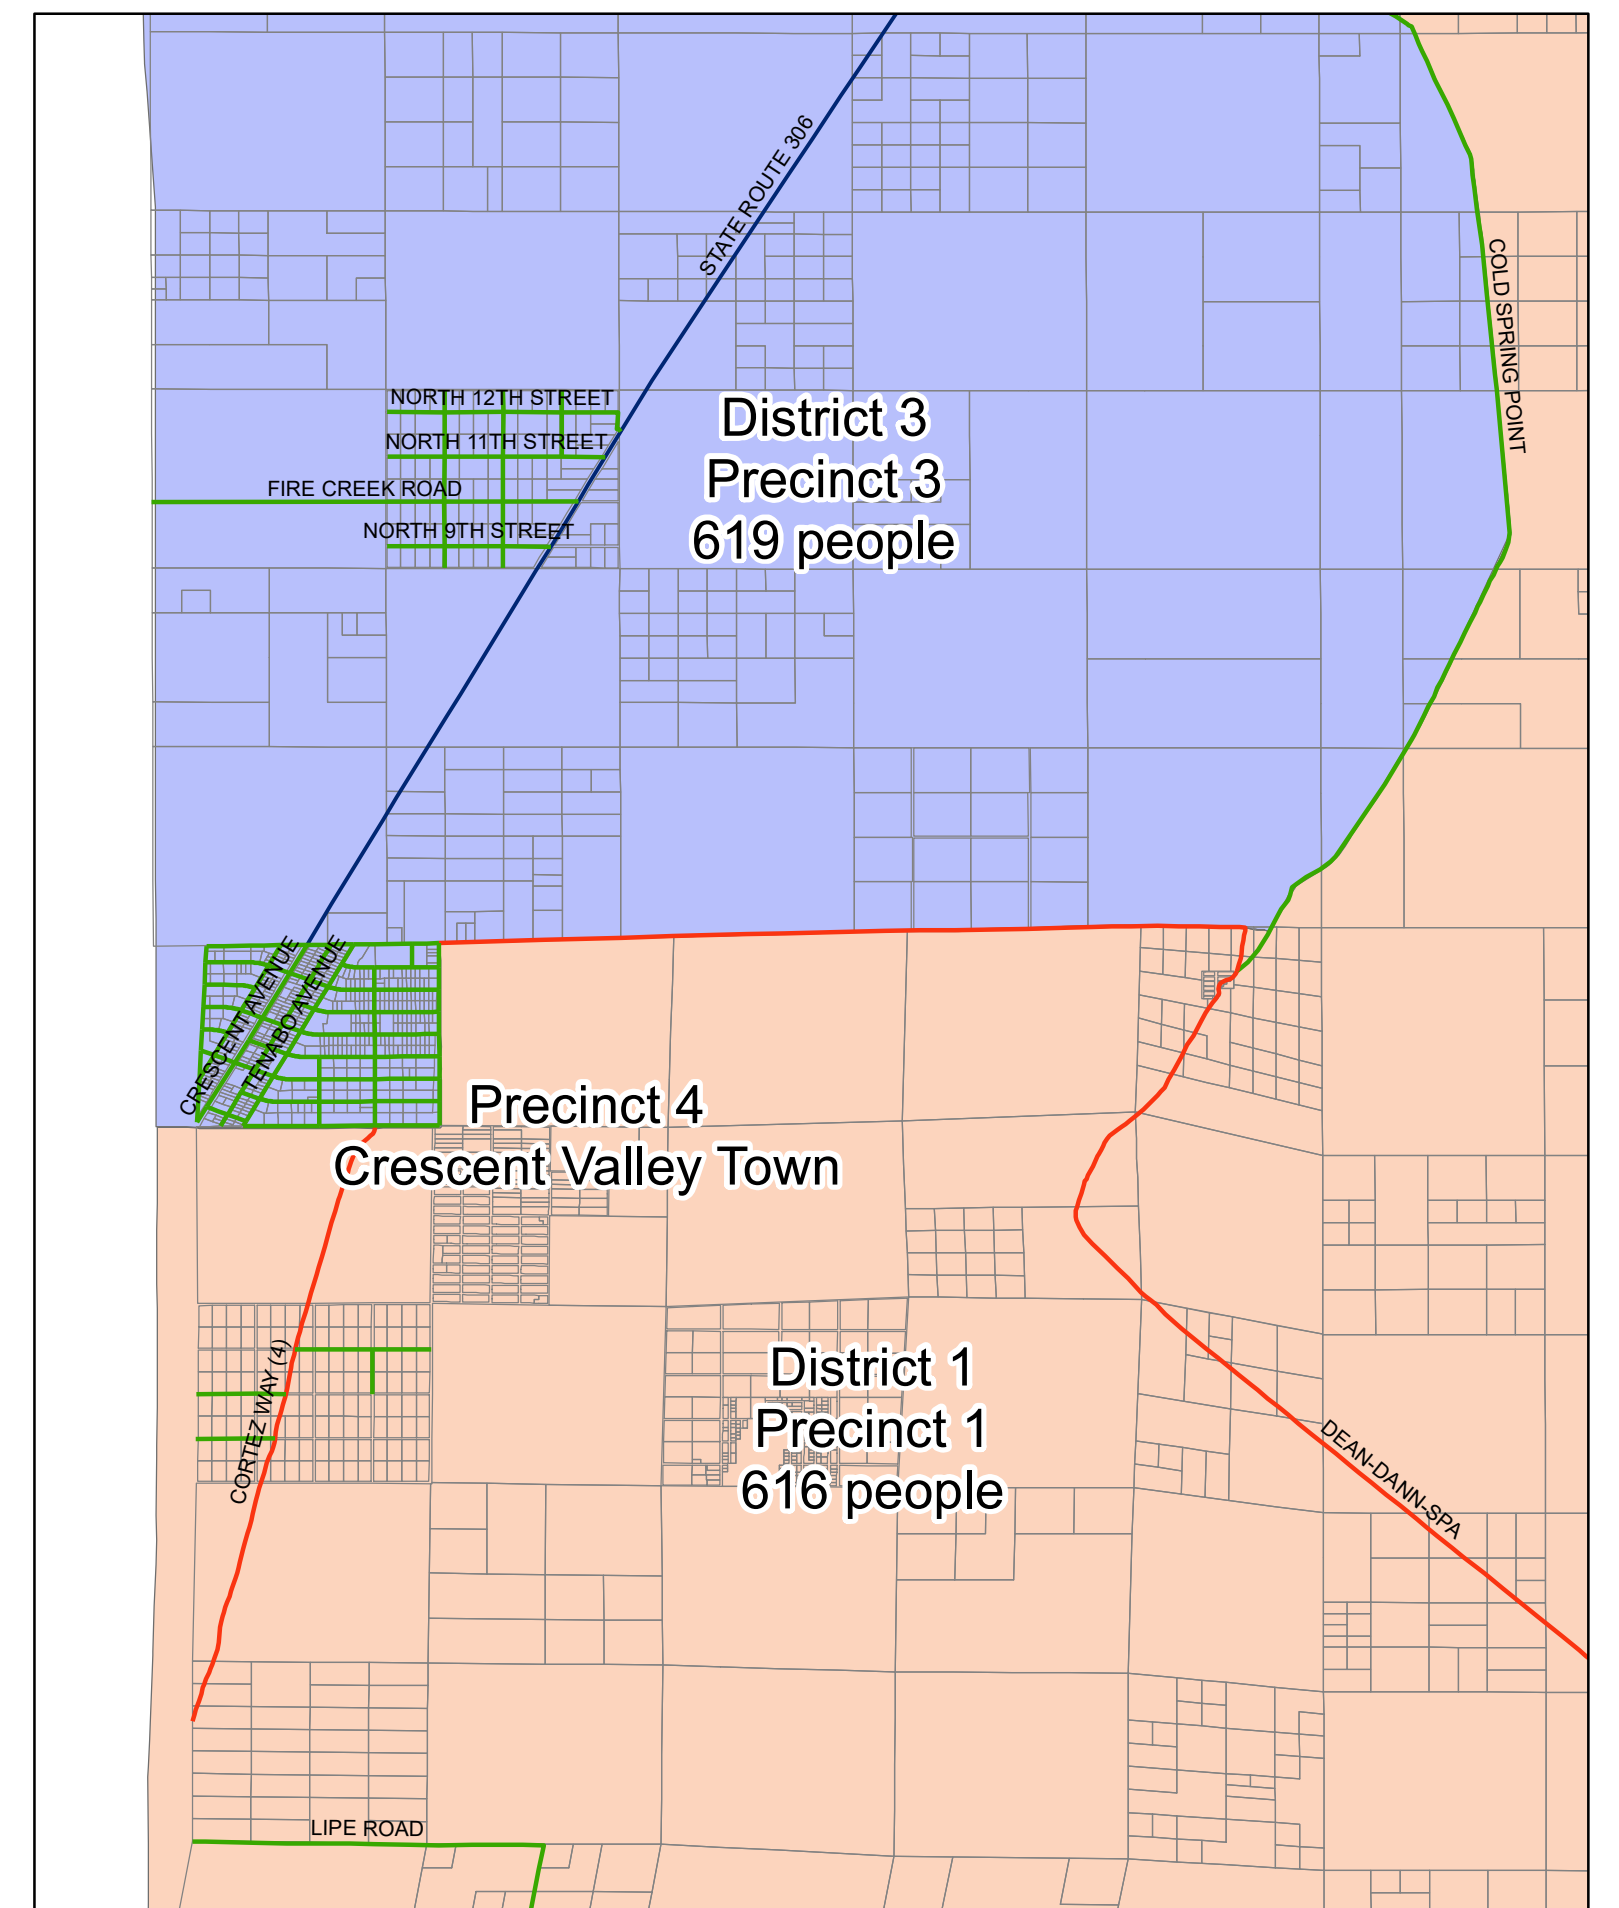 STATE ROUTE 306
COLD SPRING POINT
NORTH 12TH STREET
NORTH 11TH STREET
FIRE CREEK ROAD
NORTH 9TH STREET
District 3
Precinct 3
619 people
CRESCENT AVENUE
TENABO AVENUE
Precinct 4
Crescent Valley Town
CORTEZ WAY (4)
District 1
Precinct 1
616 people
DEAN-DANN-SPA
LIPE ROAD